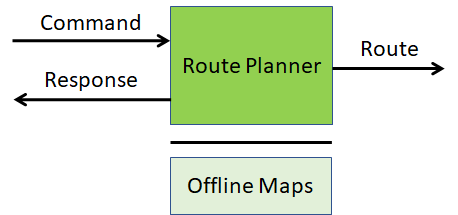 Command
Route Planner
Route
Response
Offline Maps